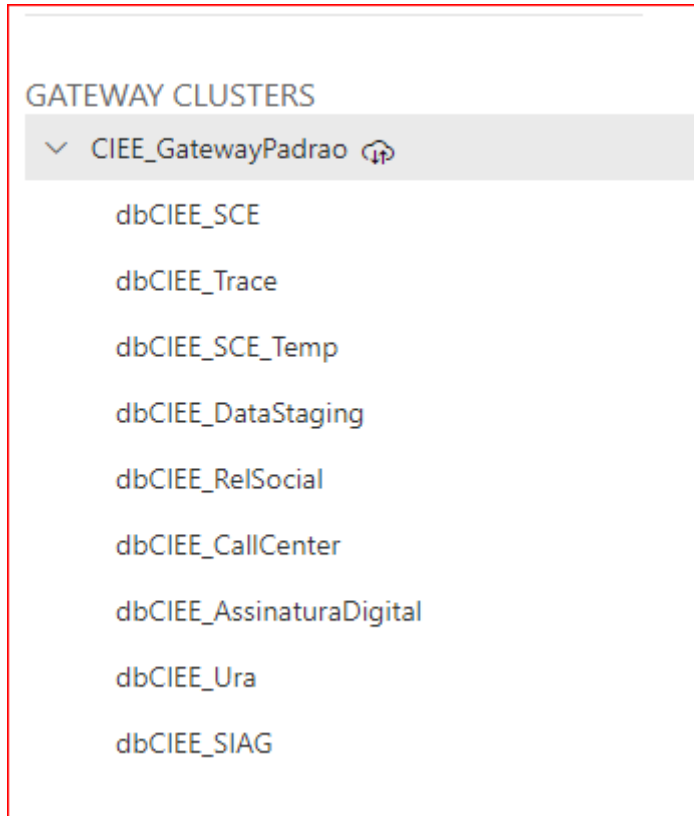 GATEWAY CLUSTERS
CIEE_GatewayPadrao
dbCIEE_SCE
dbCIEE_Trace
dbCIEE_SCE_Temp
dbCIEE_DataStaging
dbCIEE_RelSocial
dbCIEE_CallCenter
dbCIEE_AssinaturaDigital
dbCIEE_Ura
dbCIEE_SIAG